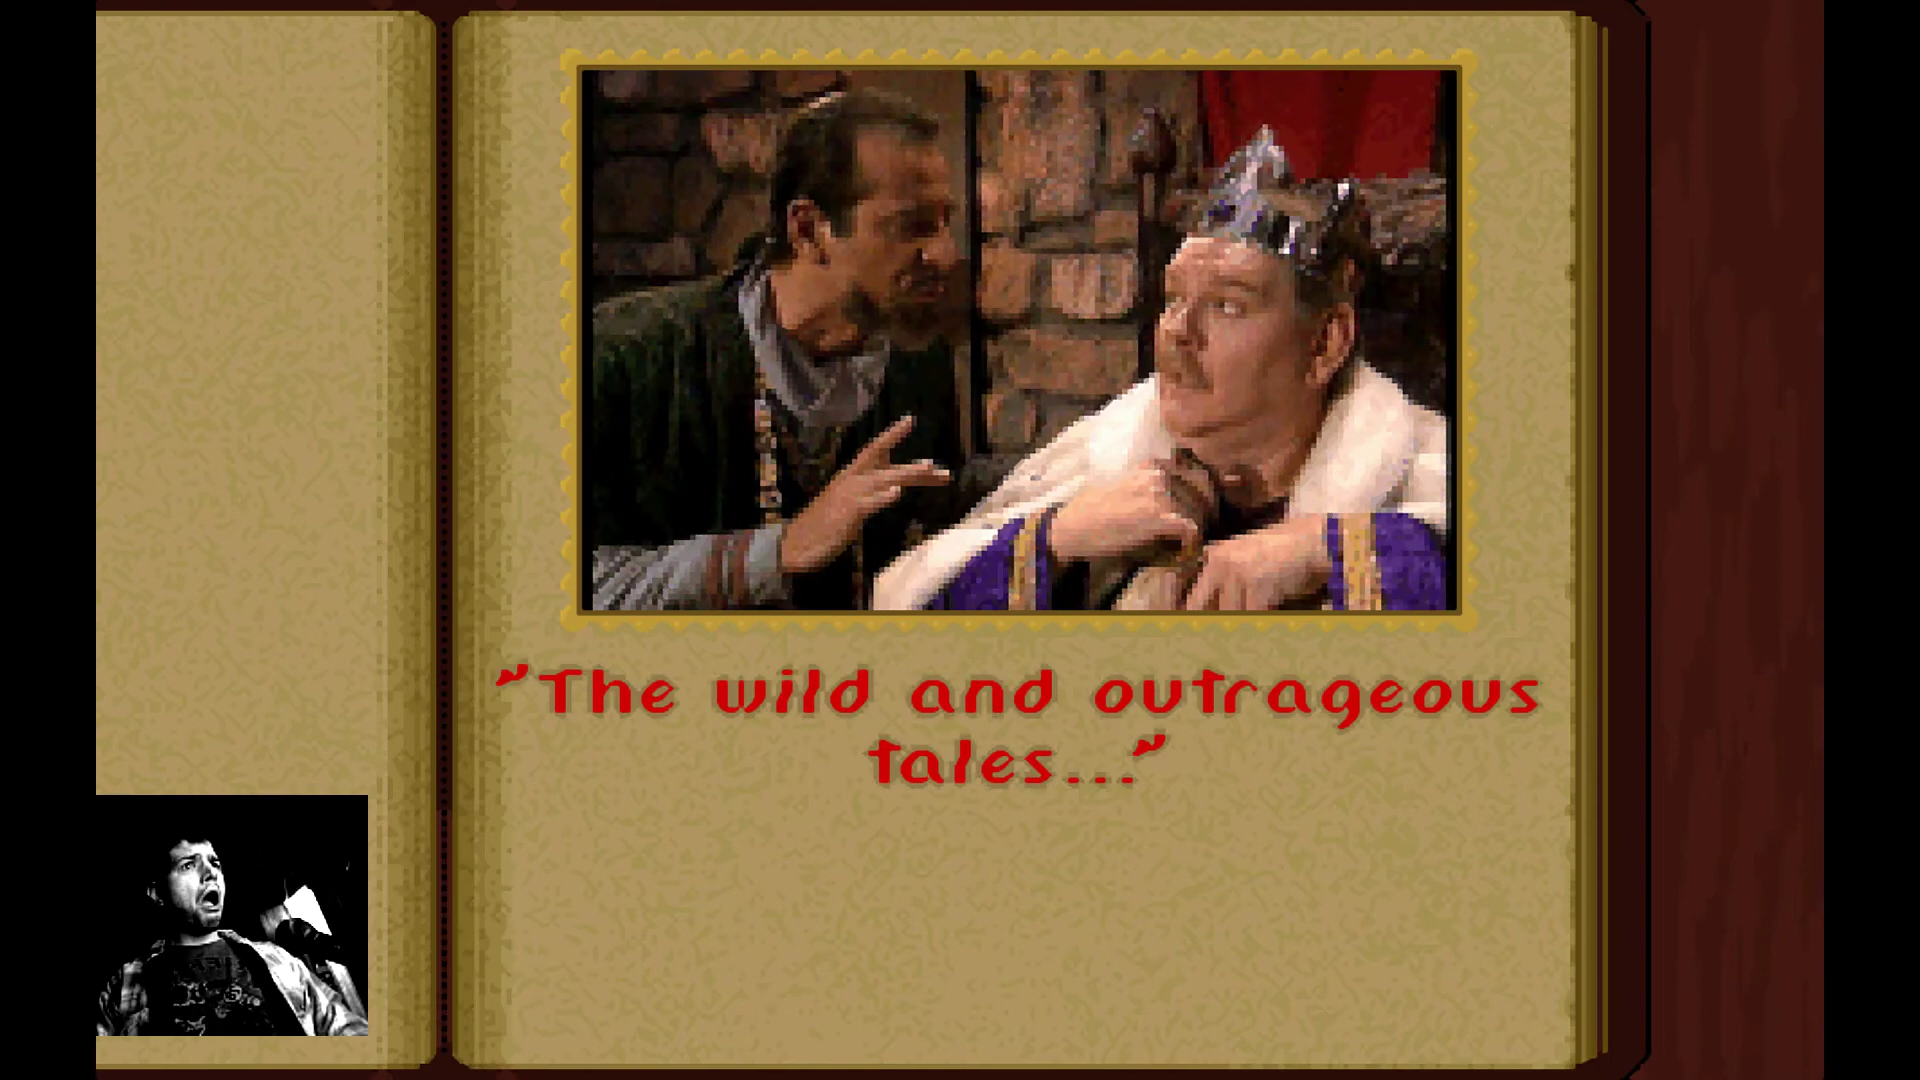 "The wild and outrageous
tales..."